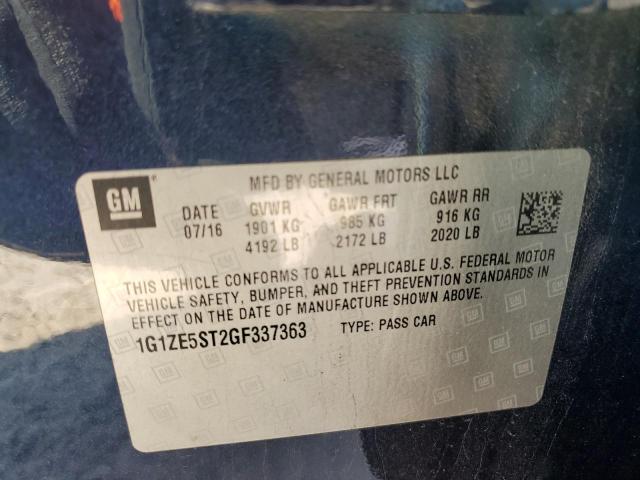 GM
MFD BY GENERAL MOTORS LLC
DATE GVWR GAWR FRT GAWR RR
07/16 1901 KG 985 KG 916 KG
4192 LB 2172 LB 2020 LB
THIS VEHICLE CONFORMS TO ALL APPLICABLE U.S. FEDERAL MOTOR
VEHICLE SAFETY, BUMPER, AND THEFT PREVENTION STANDARDS IN
EFFECT ON THE DATE OF MANUFACTURE SHOWN ABOVE.
1G1ZE5ST2GF337363 TYPE: PASS CAR